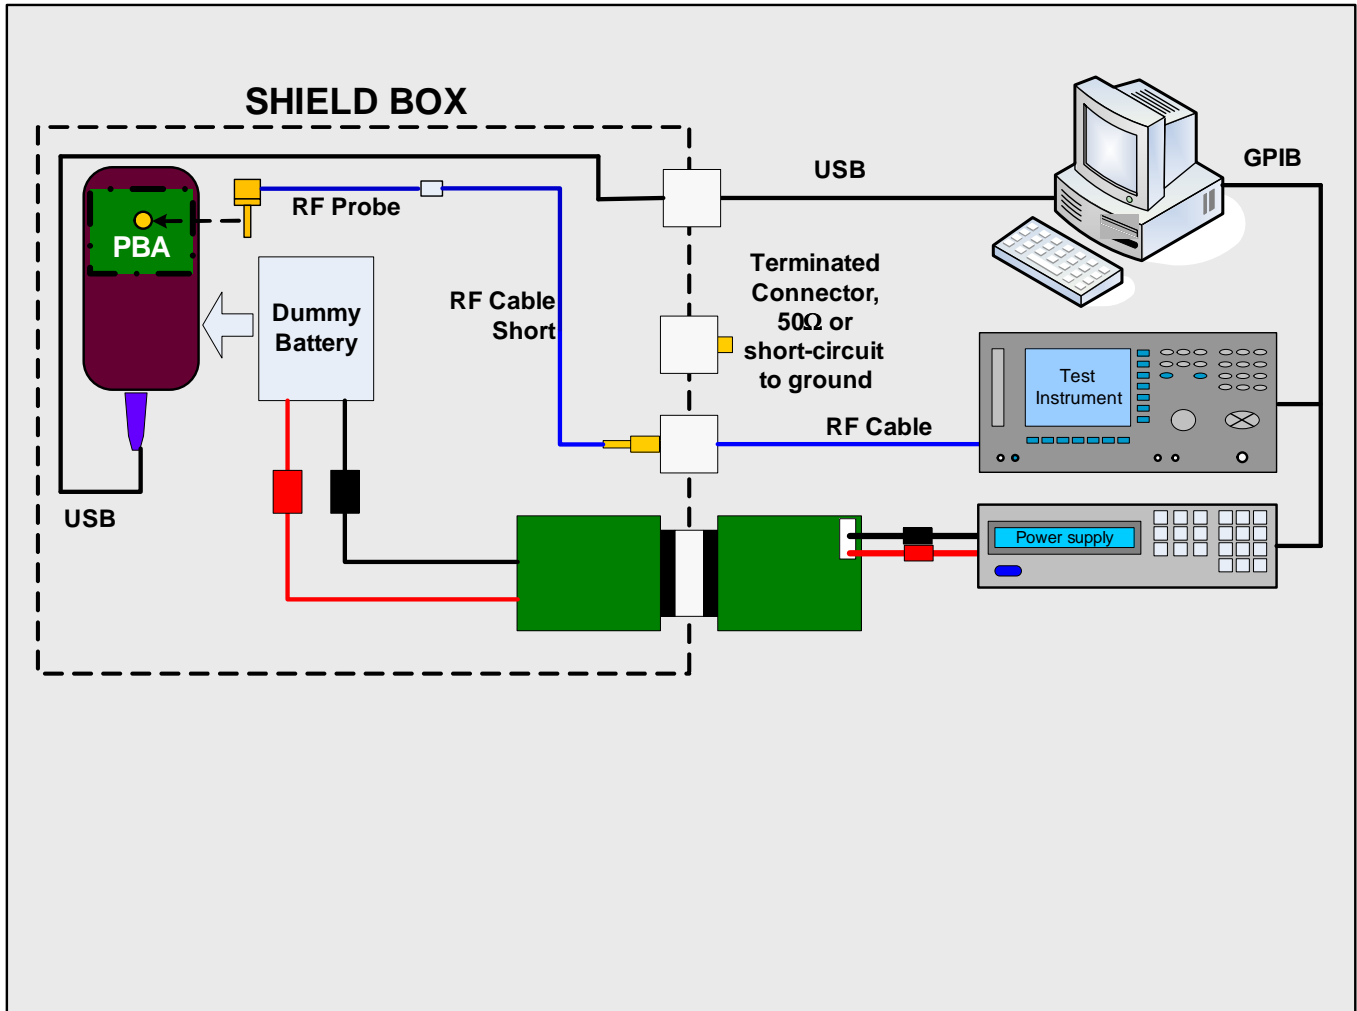 SHIELD BOX
USB
GPIB
RF Probe
PBA
Terminated
Connector,
50Ω or
short-circuit
to ground
RF Cable
Short
Dummy
Battery
Test
Instrument
RF Cable
USB
Power supply